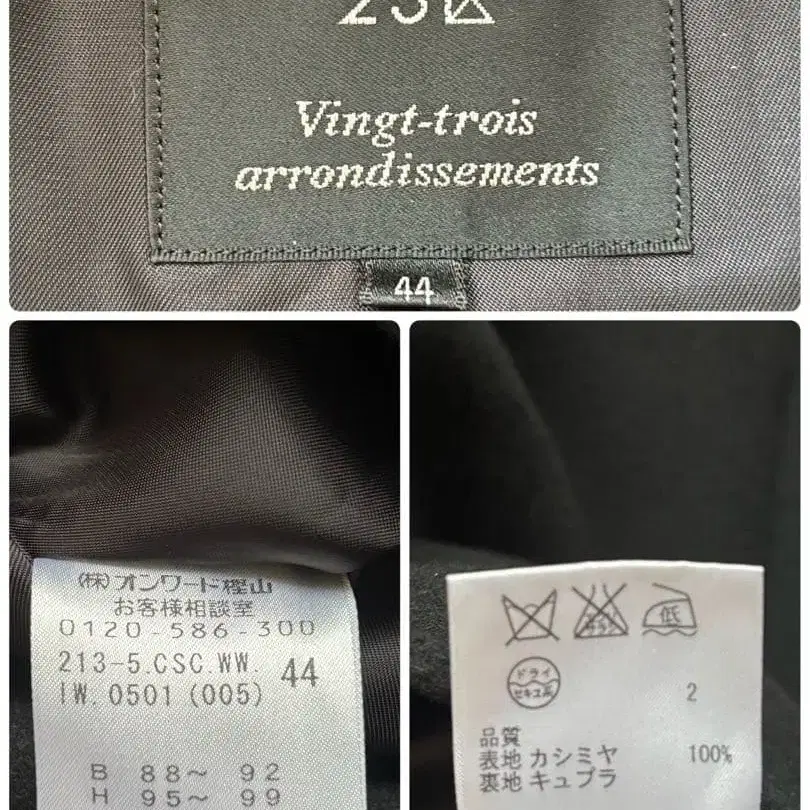 23区
Vingt-trois
arrondissements
44
(株)オンワード樫山
お客様相談室
0120-586-300
213-5.CSC.WW.
44
IW.0501 (005)
B 88〜 92
H 95〜 99
低
ドライ
セキユ系
2
品質
表地 カシミヤ 100%
裏地 キュプラ